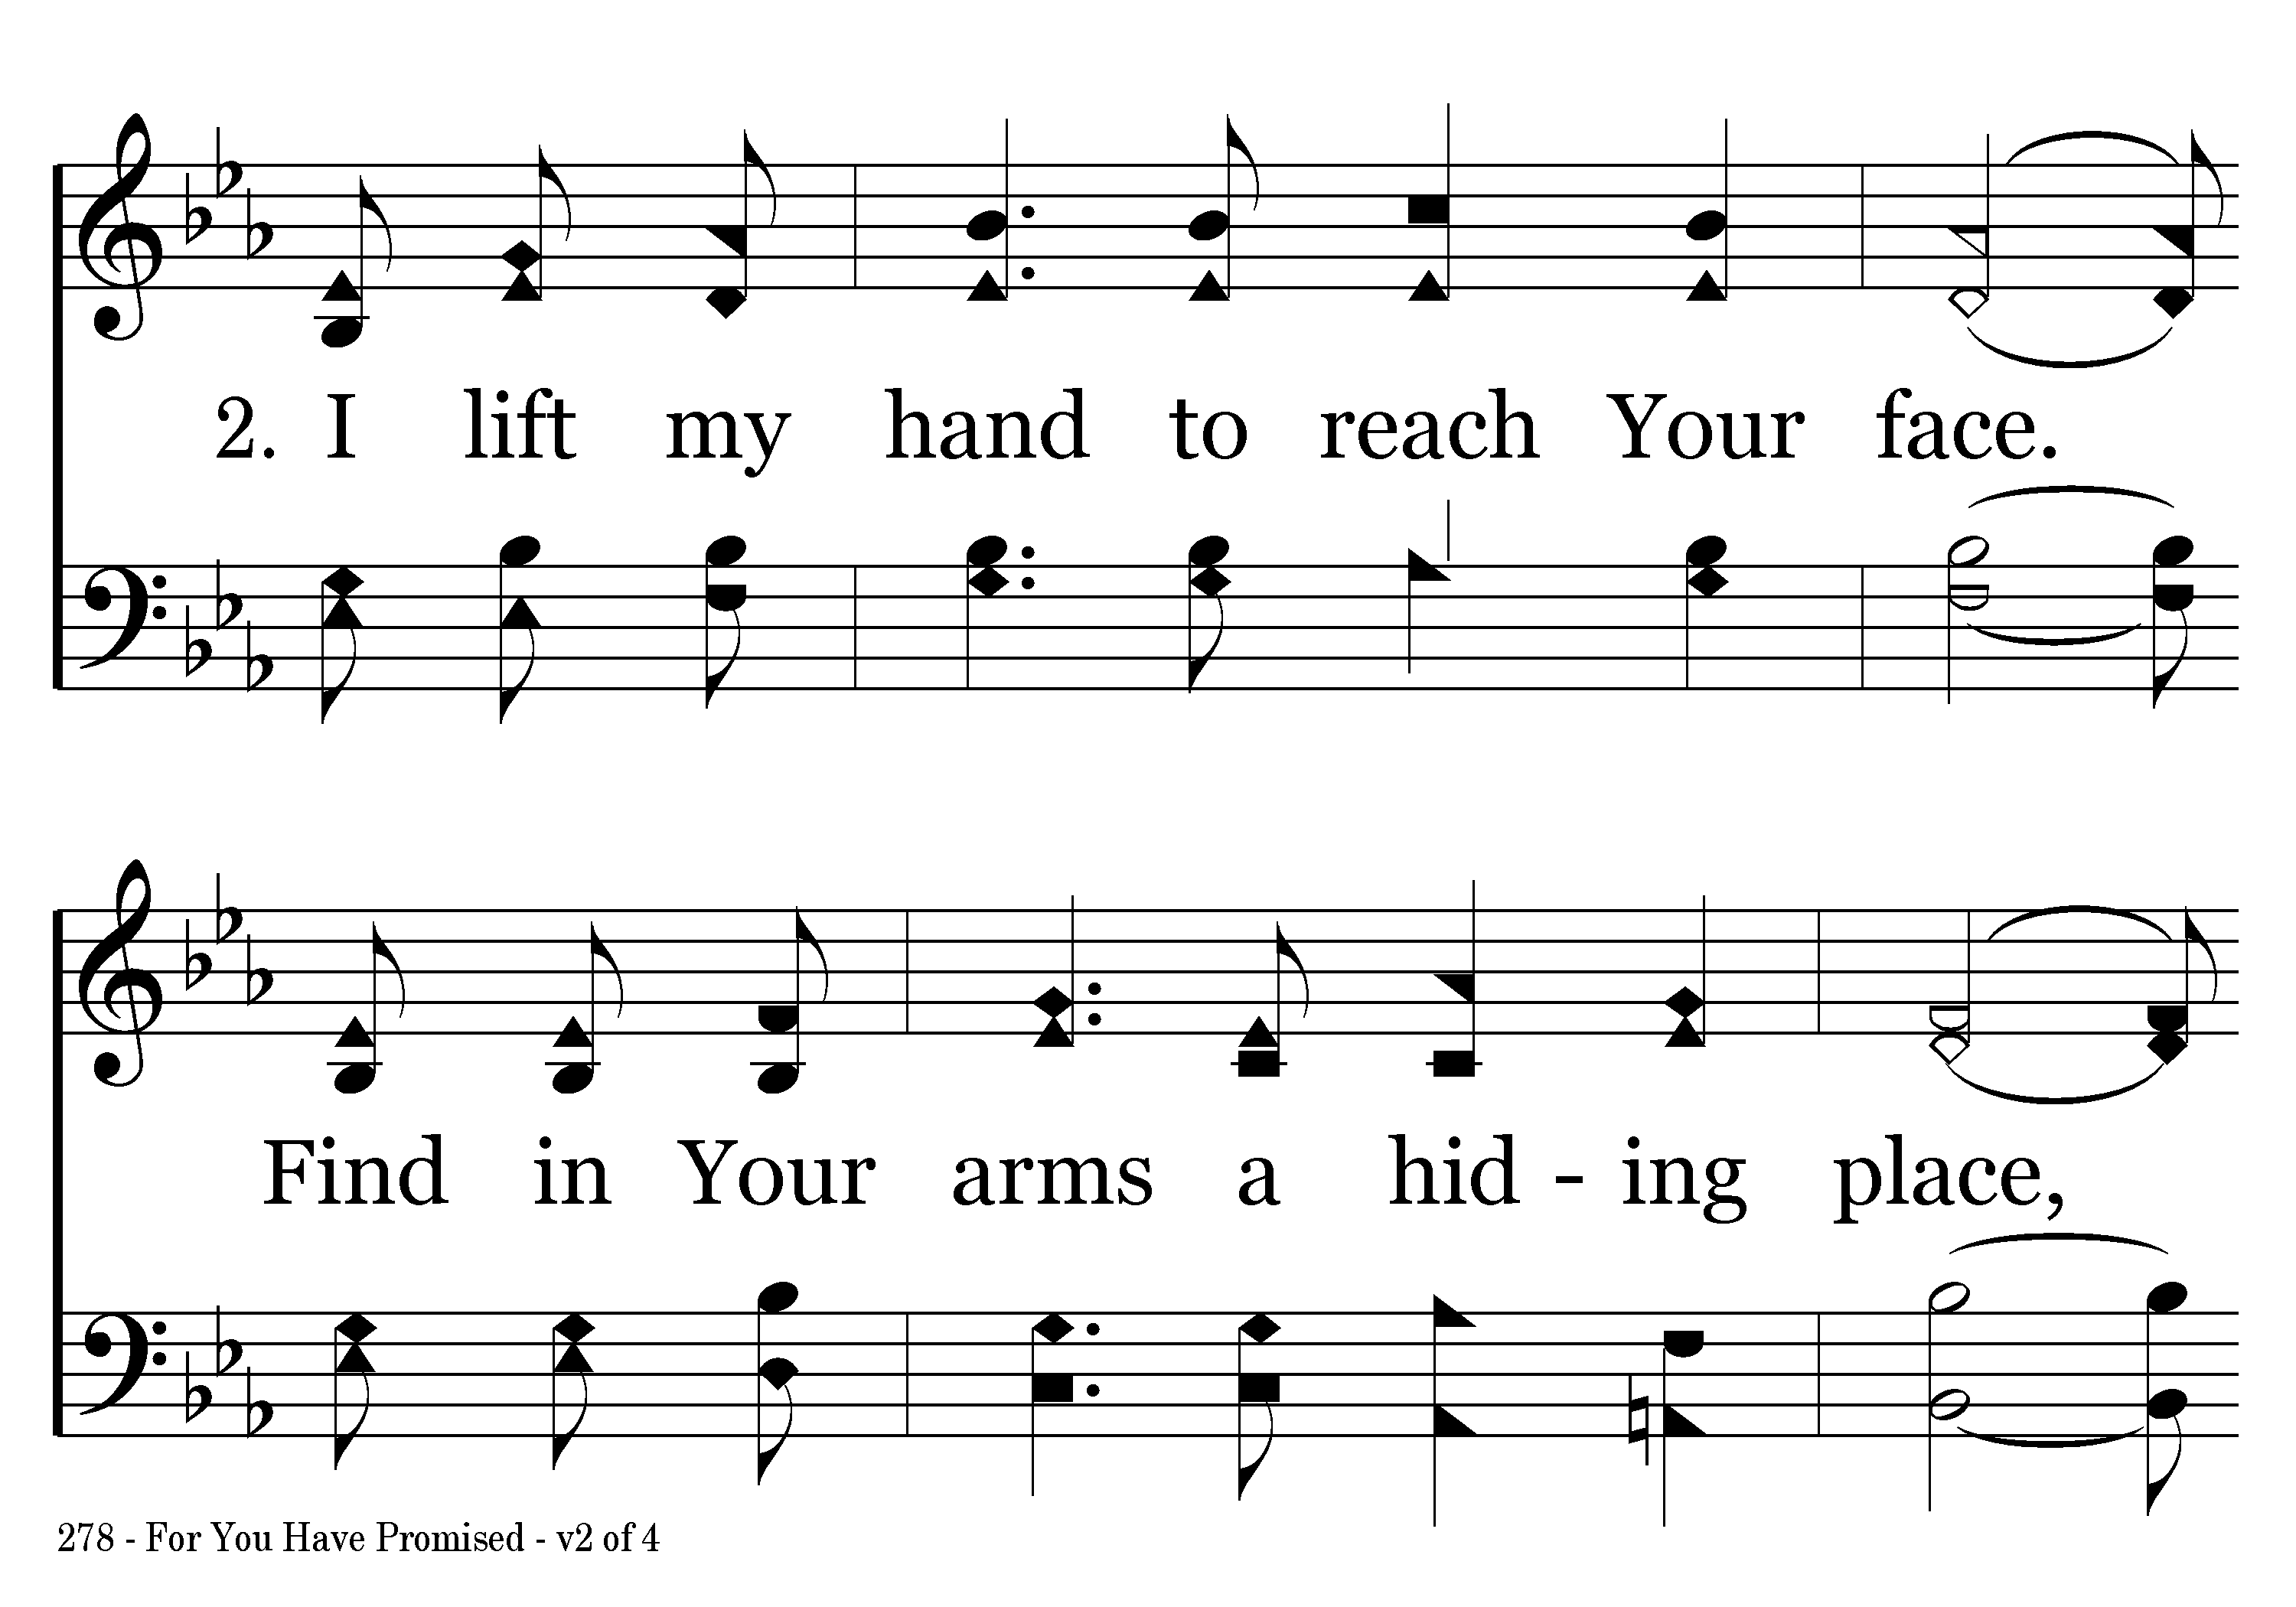 2. I lift my hand to reach Your face.
Find in Your arms a hid - ing place,
278 - For You Have Promised - v2 of 4